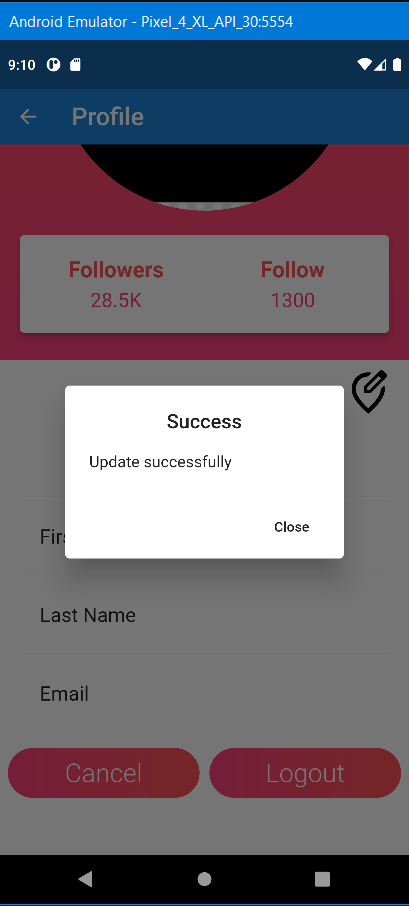 Android Emulator - Pixel_4_XL_API_30:5554
9:10
Profile
Followers Follow
28.5K 1300
Success
Update successfully
Close
Last Name
Email
Cancel Logout